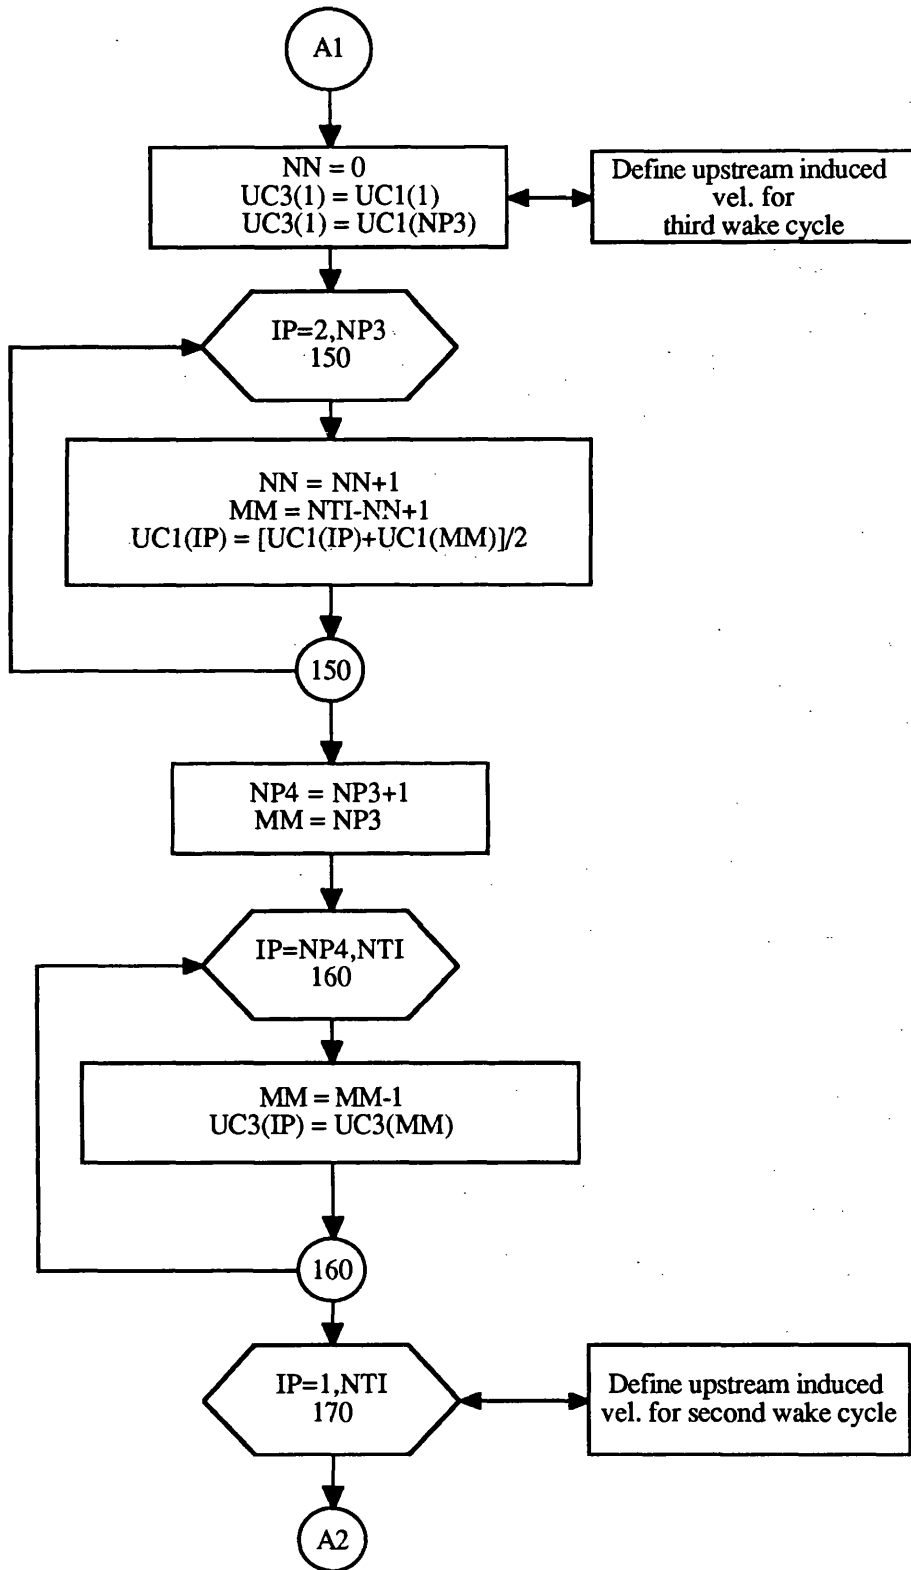 A1
NN = 0
UC3(1) = UC1(1)
UC3(1) = UC1(NP3)
Define upstream induced
vel. for
third wake cycle
IP=2,NP3
150
NN = NN+1
MM = NTI-NN+1
UC1(IP) = [UC1(IP)+UC1(MM)]/2
150
NP4 = NP3+1
MM = NP3
IP=NP4,NTI
160
MM = MM-1
UC3(IP) = UC3(MM)
160
IP=1,NTI
170
Define upstream induced
vel. for second wake cycle
A2